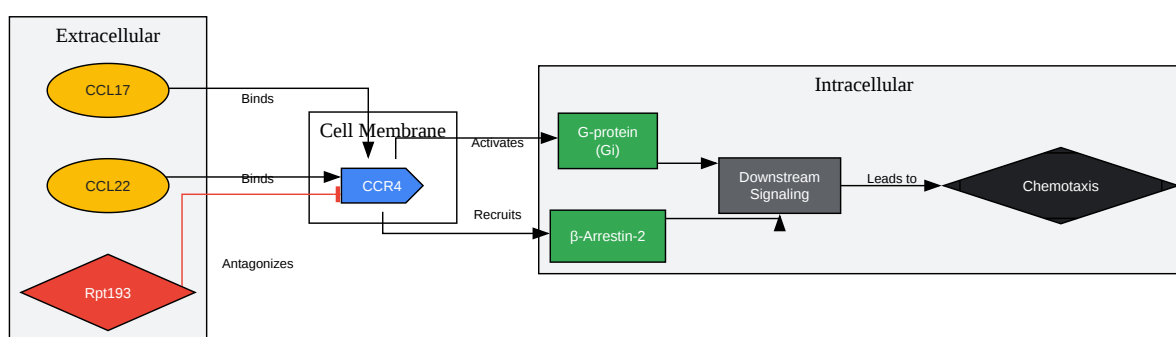 Extracellular
CCL17
Binds
CCL22
Binds
Antagonizes
Rpt193
Cell Membrane
CCR4
Activates
Recruits
Intracellular
G-protein
(Gi)
β-Arrestin-2
Downstream
Signaling
Leads to
Chemotaxis